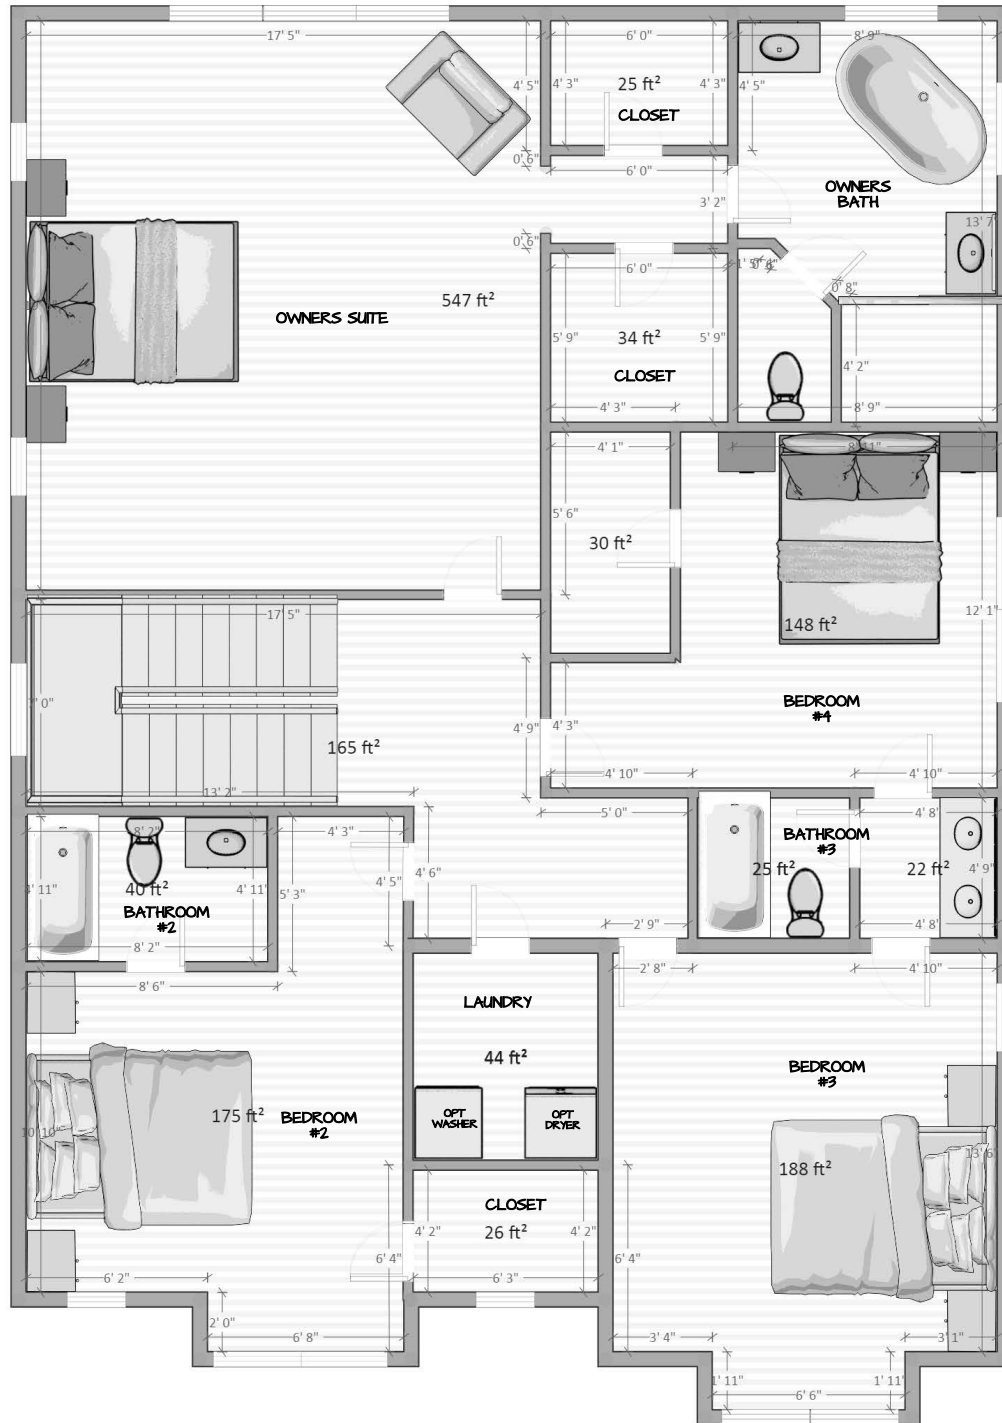 17' 5"
6' 0"
8' 9"
4' 5"
4' 3"
25 ft²
4' 3"
4' 5"
CLOSET
0' 6"
6' 0"
OWNERS
BATH
3' 2"
13' 7"
0' 6"
6' 0"
1' 5"
0' 8"
547 ft²
OWNERS SUITE
5' 9"
34 ft²
5' 9"
CLOSET
4' 2"
4' 3"
8' 9"
4' 1"
8' 11"
5' 6"
30 ft²
17' 5"
12' 1"
148 ft²
BEDROOM
#4
4' 9"
4' 3"
165 ft²
4' 10"
4' 10"
13' 2"
5' 0"
4' 8"
8' 2"
4' 3"
BATHROOM
#3
4' 5"
4' 6"
25 ft²
22 ft²
4' 9"
40 ft²
4' 11"
5' 3"
BATHROOM
#2
2' 9"
4' 8"
8' 2"
2' 8"
4' 10"
8' 6"
LAUNDRY
44 ft²
BEDROOM
#3
175 ft²
BEDROOM
#2
OPT
WASHER
OPT
DRYER
10' 10"
188 ft²
13' 6"
CLOSET
4' 2"
26 ft²
4' 2"
6' 4"
6' 4"
6' 2"
6' 3"
2' 0"
6' 8"
3' 4"
3' 1"
1' 11"
1' 11"
6' 6"